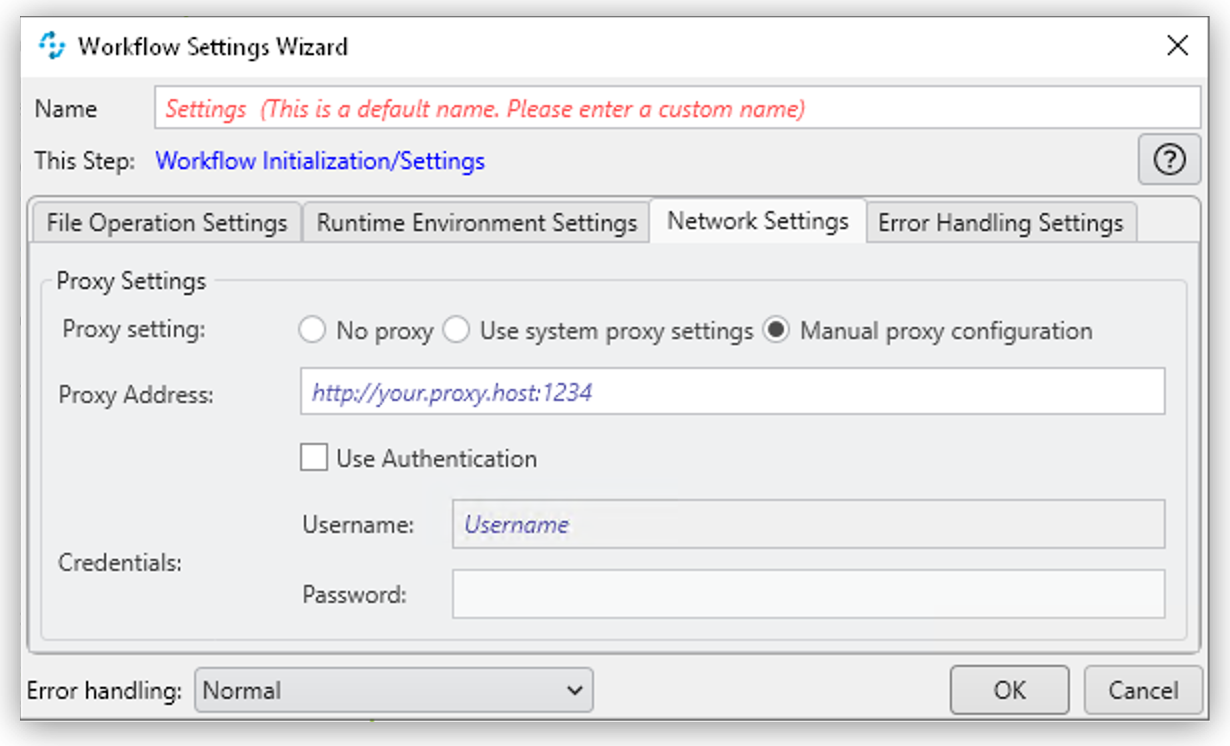 Workflow Settings Wizard
Name Settings (This is a default name. Please enter a custom name)
This Step: Workflow Initialization/Settings
File Operation Settings Runtime Environment Settings Network Settings Error Handling Settings
Proxy Settings
Proxy setting: No proxy Use system proxy settings Manual proxy configuration
Proxy Address: http://your.proxy.host:1234
Use Authentication
Username: Username
Credentials:
Password:
Error handling: Normal OK Cancel